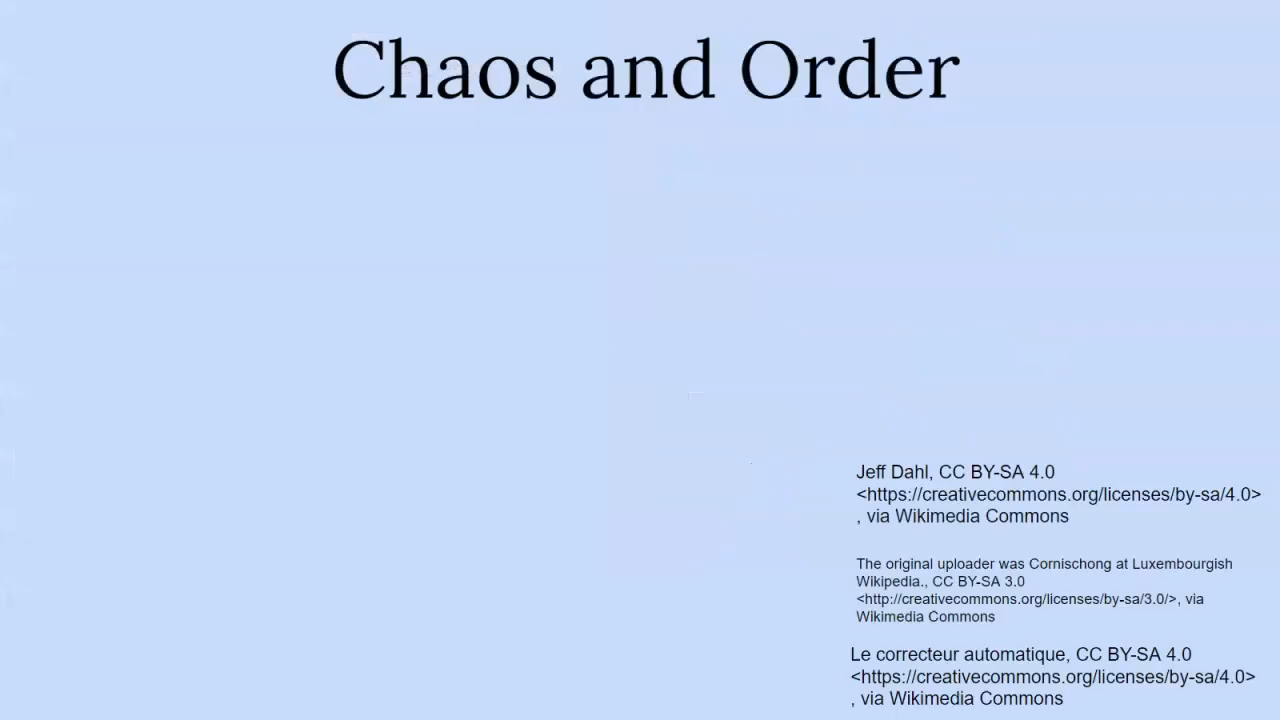 Chaos and Order
Jeff Dahl, CC BY-SA 4.0
<https://creativecommons.org/licenses/by-sa/4.0>
, via Wikimedia Commons
The original uploader was Cornischong at Luxembourgish
Wikipedia., CC BY-SA 3.0
<http://creativecommons.org/licenses/by-sa/3.0/>, via
Wikimedia Commons
Le correcteur automatique, CC BY-SA 4.0
<https://creativecommons.org/licenses/by-sa/4.0>
, via Wikimedia Commons